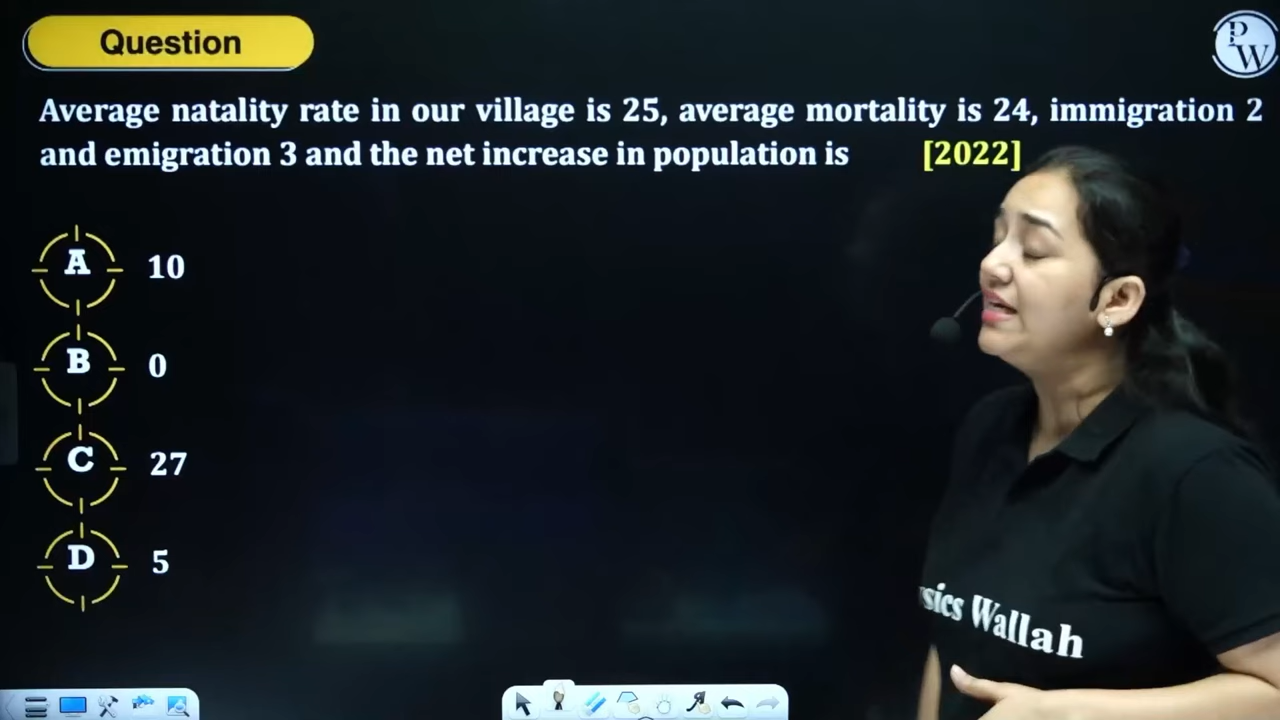 Question
PW
Average natality rate in our village is 25, average mortality is 24, immigration 2
and emigration 3 and the net increase in population is [2022]
A 10
B 0
C 27
D 5
sics Wallah